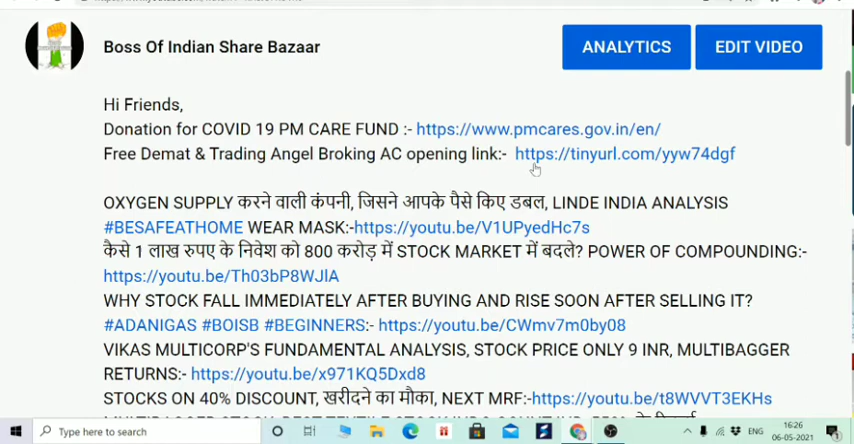 Boss Of Indian Share Bazaar
ANALYTICS
EDIT VIDEO
Hi Friends,
Donation for COVID 19 PM CARE FUND :- https://www.pmcares.gov.in/en/
Free Demat & Trading Angel Broking AC opening link:- https://tinyurl.com/yyw74dgf
OXYGEN SUPPLY करने वाली कंपनी, जिसने आपके पैसे किए डबल, LINDE INDIA ANALYSIS
#BESAFEATHOME WEAR MASK:-https://youtu.be/V1UPyedHc7s
कैसे 1 लाख रुपए के निवेश को 800 करोड़ में STOCK MARKET में बदले? POWER OF COMPOUNDING:-
https://youtu.be/Th03bP8WJlA
WHY STOCK FALL IMMEDIATELY AFTER BUYING AND RISE SOON AFTER SELLING IT?
#ADANIGAS #BOISB #BEGINNERS:- https://youtu.be/CWmv7m0by08
VIKAS MULTICORP'S FUNDAMENTAL ANALYSIS, STOCK PRICE ONLY 9 INR, MULTIBAGGER
RETURNS:- https://youtu.be/x971KQ5Dxd8
STOCKS ON 40% DISCOUNT, खरीदने का मौका, NEXT MRF:-https://youtu.be/t8WVVT3EKHs
Type here to search
ENG
16:26
06-05-2021